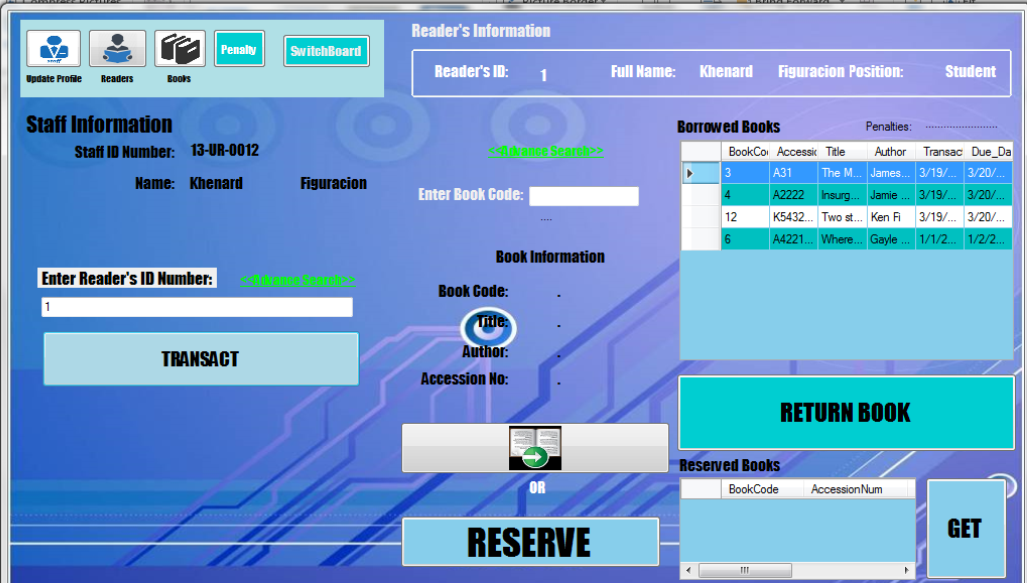 Penalty
SwitchBoard
Update Profile
Readers
Books
Reader's Information
Reader's ID: 1 Full Name: Khenard Figuracion Position: Student
Staff Information
Staff ID Number: 13-UR-0012
Name: Khenard Figuracion
Enter Reader's ID Number: <<Advance Search>>
1
TRANSACT
<<Advance Search>>
Enter Book Code:
....
Book Information
Book Code: .
Title: .
Author: .
Accession No: .
OR
RESERVE
Borrowed Books
Penalties: ........................
BookCo Accessic Title Author Transac Due_Da
3 A31 The M... James... 3/19/... 3/20/...
4 A2222 Insurg... Jamie ... 3/19/... 3/20/...
12 K5432... Two st... Ken Fi 3/19/... 3/20/...
6 A4221... Where... Gayle ... 1/1/2... 1/2/2...
RETURN BOOK
Reserved Books
BookCode AccessionNum
GET